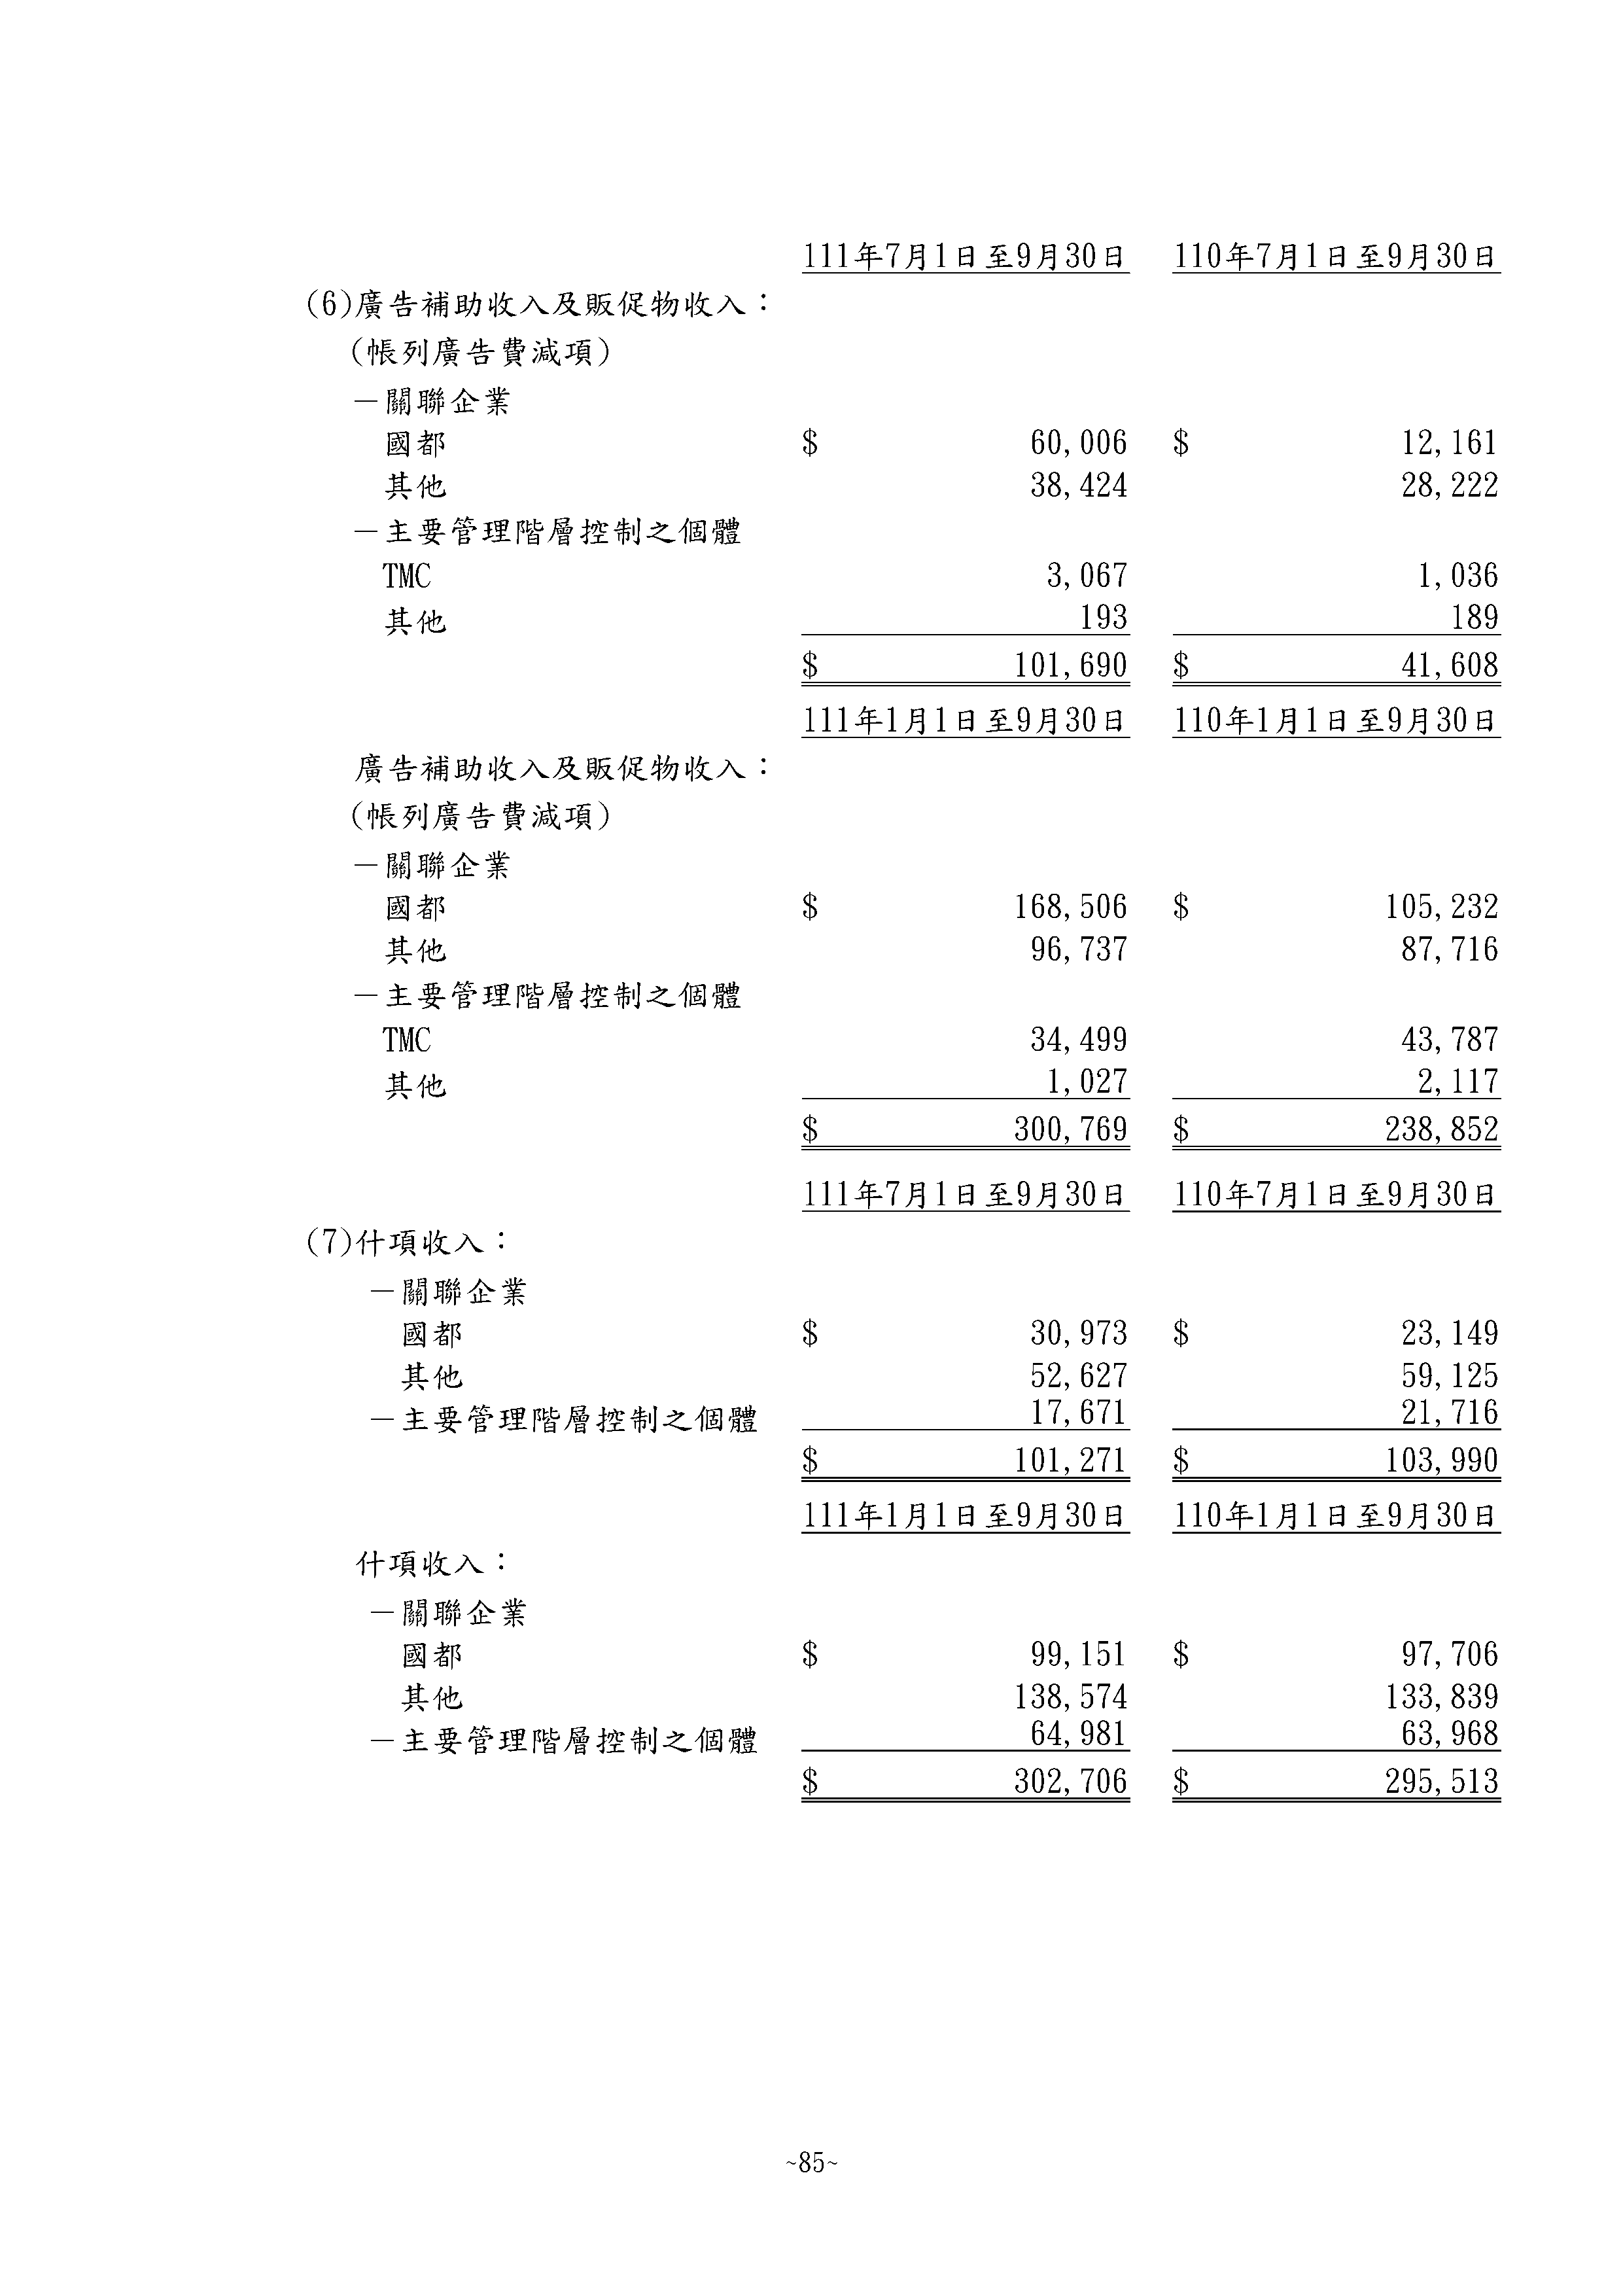 111年7月1日至9月30日 110年7月1日至9月30日
(6)廣告補助收入及販促物收入：
(帳列廣告費減項)
－關聯企業
國都 $ 60,006 $ 12,161
其他 38,424 28,222
－主要管理階層控制之個體
TMC 3,067 1,036
其他 193 189
$ 101,690 $ 41,608
111年1月1日至9月30日 110年1月1日至9月30日
廣告補助收入及販促物收入：
(帳列廣告費減項)
－關聯企業
國都 $ 168,506 $ 105,232
其他 96,737 87,716
－主要管理階層控制之個體
TMC 34,499 43,787
其他 1,027 2,117
$ 300,769 $ 238,852
111年7月1日至9月30日 110年7月1日至9月30日
(7)什項收入：
－關聯企業
國都 $ 30,973 $ 23,149
其他 52,627 59,125
－主要管理階層控制之個體 17,671 21,716
$ 101,271 $ 103,990
111年1月1日至9月30日 110年1月1日至9月30日
什項收入：
－關聯企業
國都 $ 99,151 $ 97,706
其他 138,574 133,839
－主要管理階層控制之個體 64,981 63,968
$ 302,706 $ 295,513
~85~